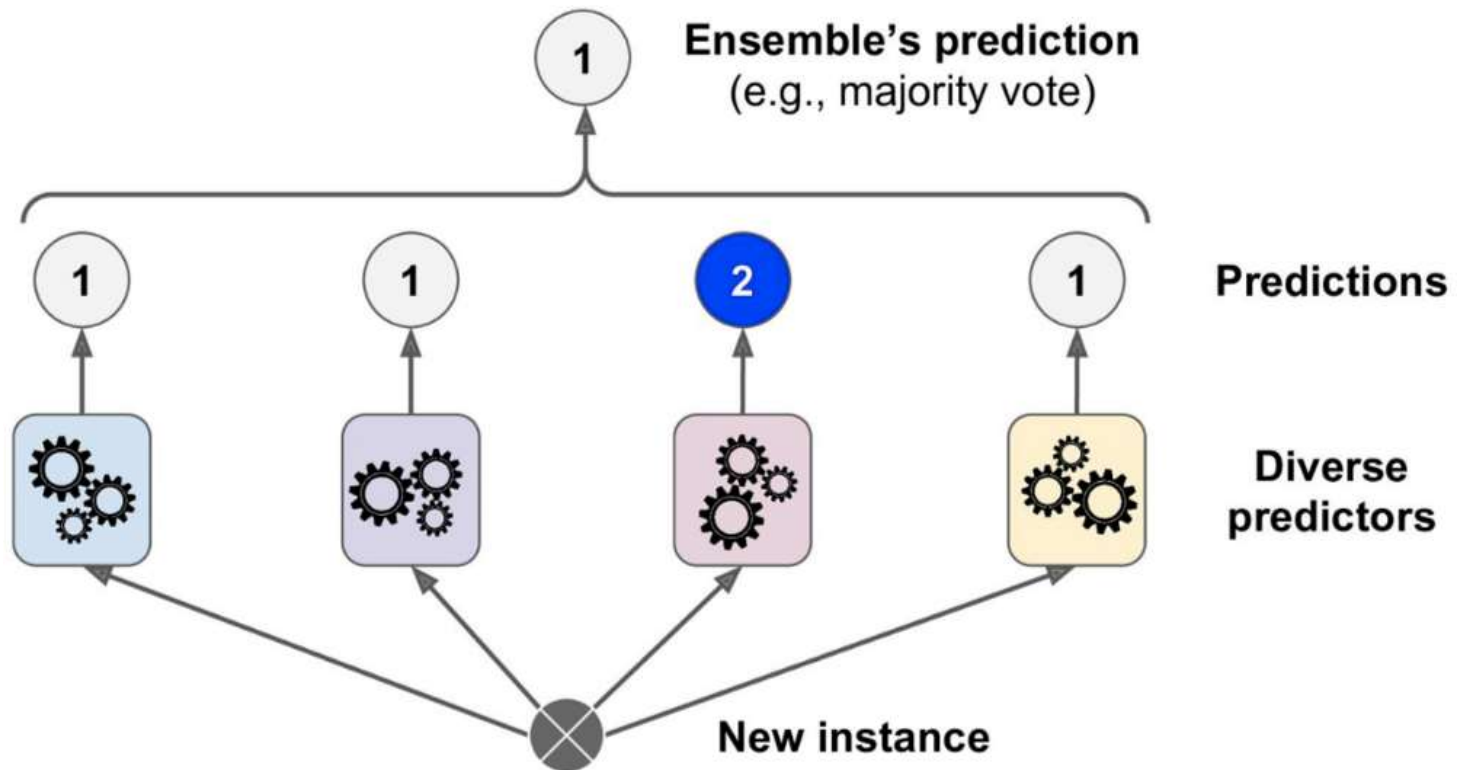 1
Ensemble's prediction
(e.g., majority vote)
1
1
2
1
Predictions
Diverse
predictors
New instance